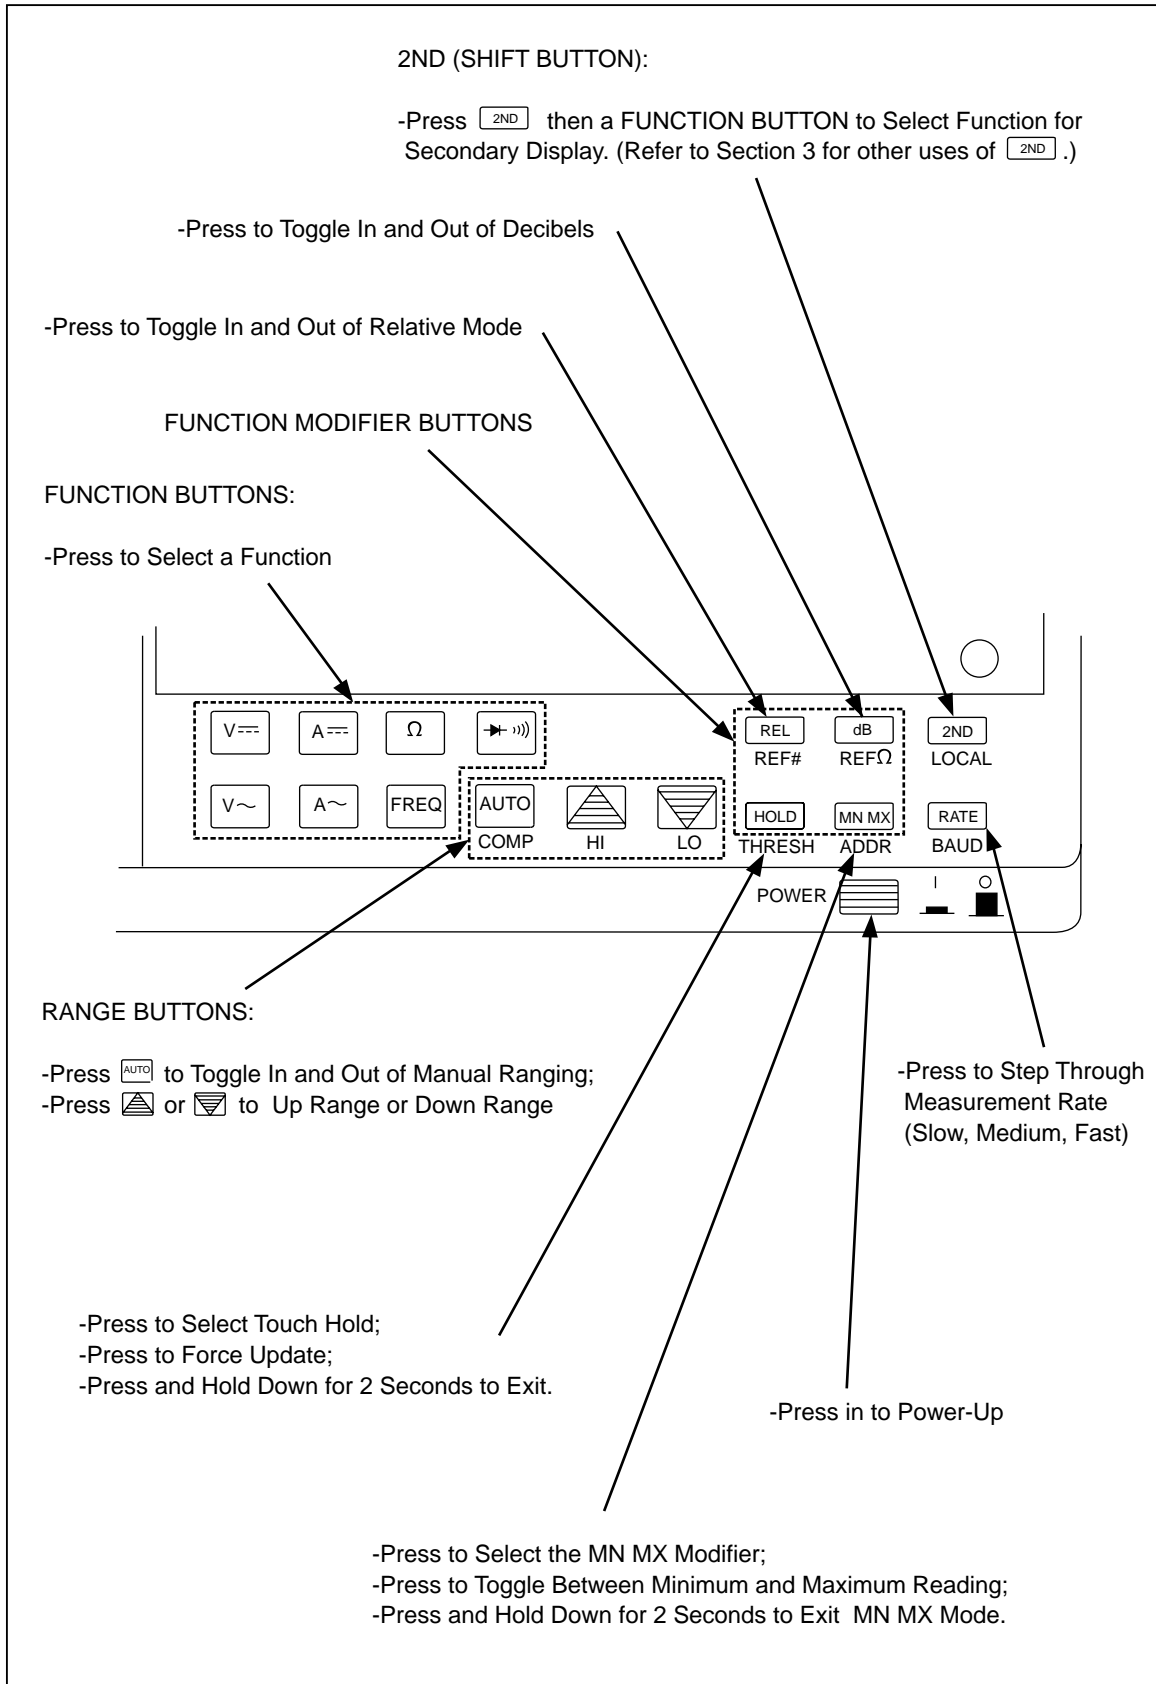 2ND (SHIFT BUTTON):
-Press 2ND then a FUNCTION BUTTON to Select Function for
Secondary Display. (Refer to Section 3 for other uses of 2ND .)
-Press to Toggle In and Out of Decibels
-Press to Toggle In and Out of Relative Mode
FUNCTION MODIFIER BUTTONS
FUNCTION BUTTONS:
-Press to Select a Function
V A Ω REL dB 2ND
REF# REFΩ LOCAL
V~ A~ FREQ AUTO HOLD MN MX RATE
COMP HI LO THRESH ADDR BAUD
POWER I O
RANGE BUTTONS:
-Press AUTO to Toggle In and Out of Manual Ranging;
-Press or to Up Range or Down Range
-Press to Step Through
Measurement Rate
(Slow, Medium, Fast)
-Press to Select Touch Hold;
-Press to Force Update;
-Press and Hold Down for 2 Seconds to Exit.
-Press in to Power-Up
-Press to Select the MN MX Modifier;
-Press to Toggle Between Minimum and Maximum Reading;
-Press and Hold Down for 2 Seconds to Exit MN MX Mode.